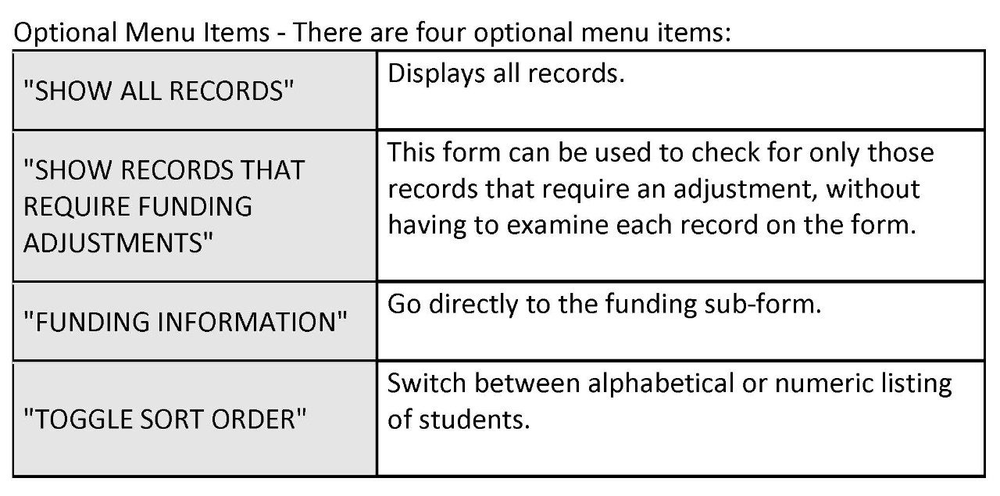 Optional Menu Items - There are four optional menu items:
"SHOW ALL RECORDS"
Displays all records.
"SHOW RECORDS THAT
REQUIRE FUNDING
ADJUSTMENTS"
This form can be used to check for only those
records that require an adjustment, without
having to examine each record on the form.
"FUNDING INFORMATION"
Go directly to the funding sub-form.
"TOGGLE SORT ORDER"
Switch between alphabetical or numeric listing
of students.